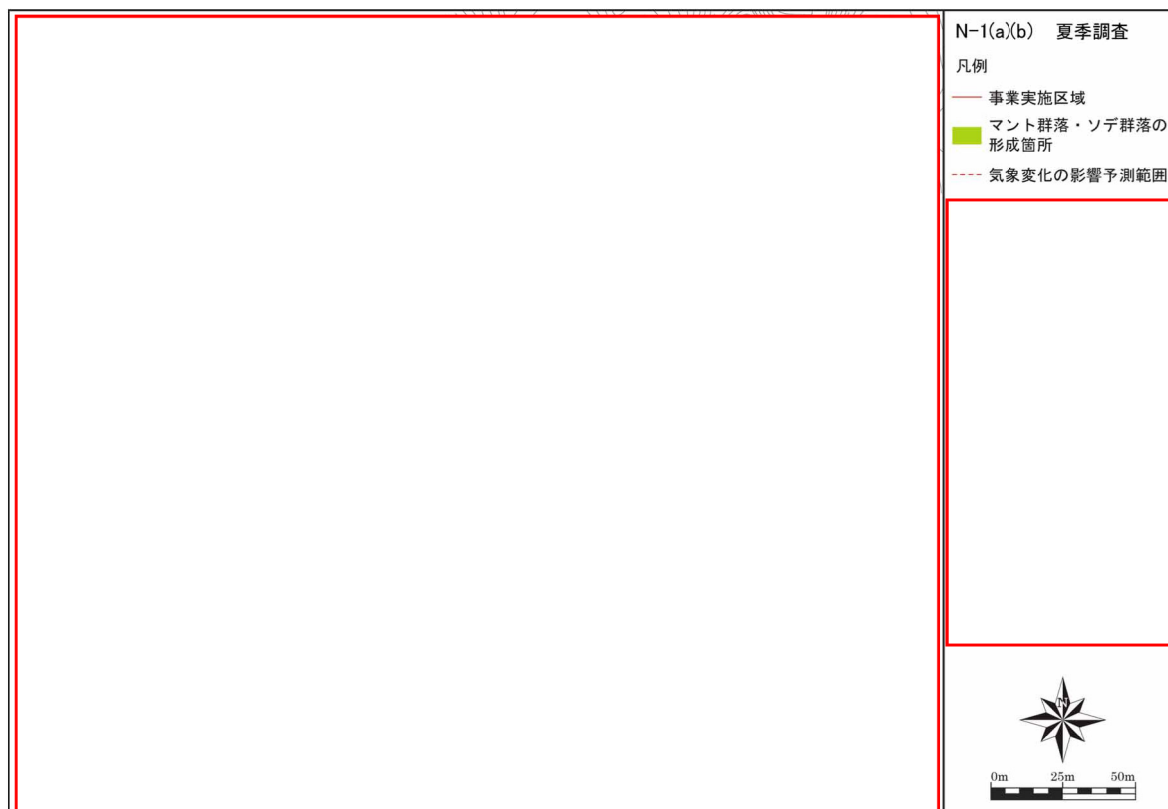 N-1(a)(b)　夏季調査
凡例
事業実施区域
マント群落・ソデ群落の
形成箇所
気象変化の影響予測範囲
N
0m 25m 50m